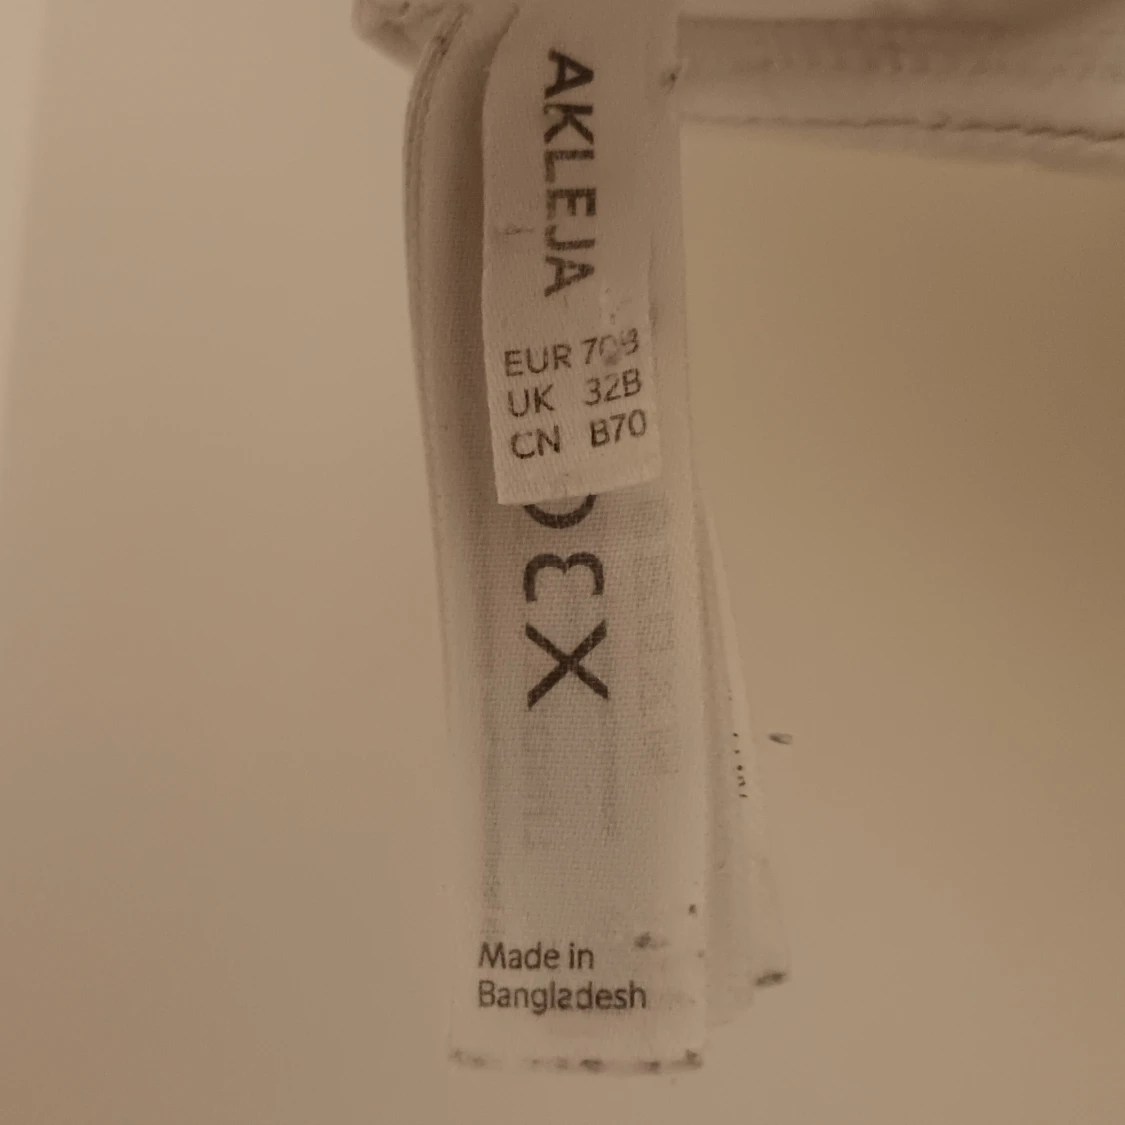 AKLEJA
EUR 70B
UK 32B
CN B70
Made in
Bangladesh